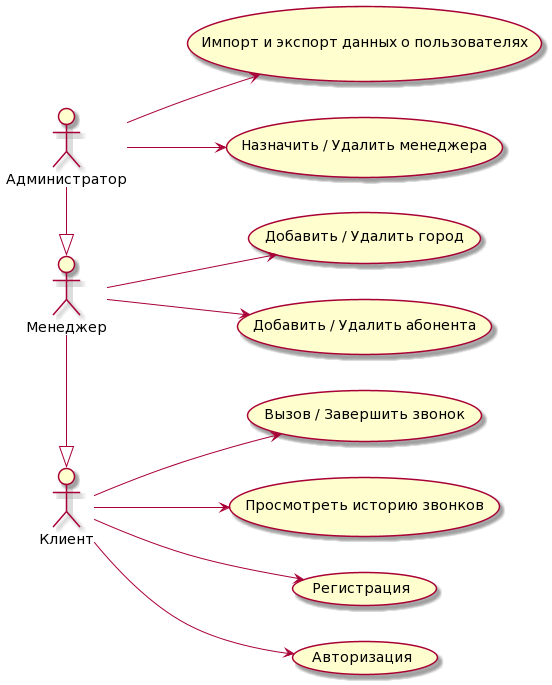 Импорт и экспорт данных о пользователях
Назначить / Удалить менеджера
Администратор
Добавить / Удалить город
Менеджер
Добавить / Удалить абонента
Вызов / Завершить звонок
Просмотреть историю звонков
Клиент
Регистрация
Авторизация